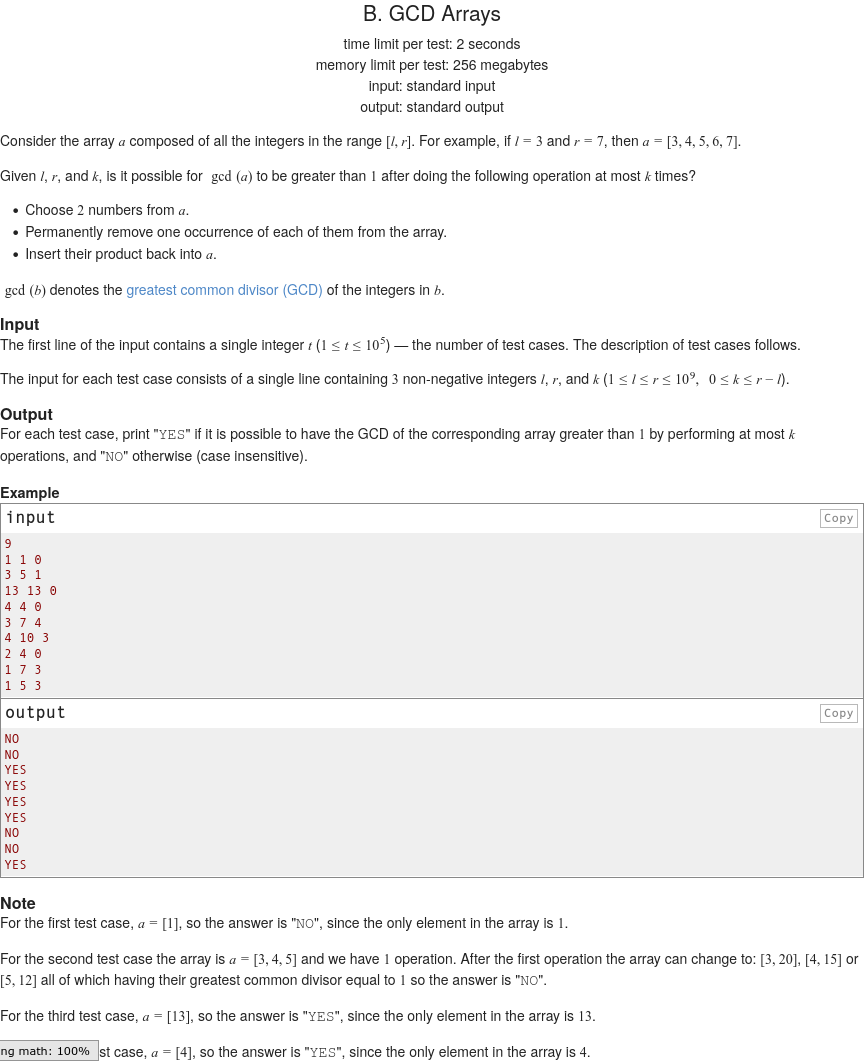 B. GCD Arrays
time limit per test: 2 seconds
memory limit per test: 256 megabytes
input: standard input
output: standard output
Consider the array a composed of all the integers in the range [l, r]. For example, if l = 3 and r = 7, then a = [3, 4, 5, 6, 7].
Given l, r, and k, is it possible for gcd (a) to be greater than 1 after doing the following operation at most k times?
• Choose 2 numbers from a.
• Permanently remove one occurrence of each of them from the array.
• Insert their product back into a.
gcd (b) denotes the greatest common divisor (GCD) of the integers in b.
Input
The first line of the input contains a single integer t (1 ≤ t ≤ 10⁵) — the number of test cases. The description of test cases follows.
The input for each test case consists of a single line containing 3 non-negative integers l, r, and k (1 ≤ l ≤ r ≤ 10⁹, 0 ≤ k ≤ r − l).
Output
For each test case, print "YES" if it is possible to have the GCD of the corresponding array greater than 1 by performing at most k
operations, and "NO" otherwise (case insensitive).
Example
input Copy
9
1 1 0
3 5 1
13 13 0
4 4 0
3 7 4
4 10 3
2 4 0
1 7 3
1 5 3
output Copy
NO
NO
YES
YES
YES
YES
NO
NO
YES
Note
For the first test case, a = [1], so the answer is "NO", since the only element in the array is 1.
For the second test case the array is a = [3, 4, 5] and we have 1 operation. After the first operation the array can change to: [3, 20], [4, 15] or
[5, 12] all of which having their greatest common divisor equal to 1 so the answer is "NO".
For the third test case, a = [13], so the answer is "YES", since the only element in the array is 13.
ng math: 100% st case, a = [4], so the answer is "YES", since the only element in the array is 4.